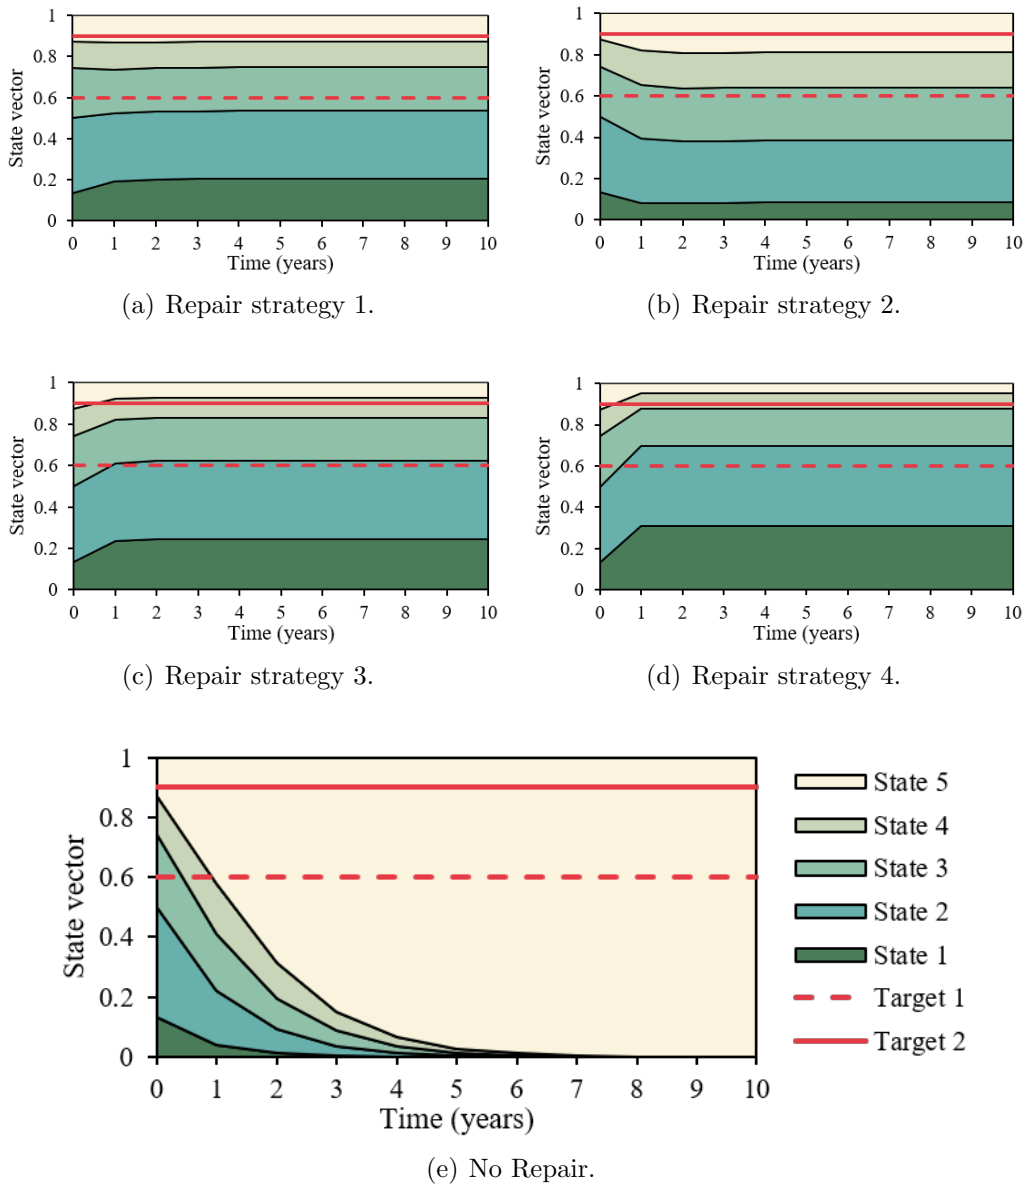 1
0.8
0.6
0.4
0.2
0
State vector
0 1 2 3 4 5 6 7 8 9 10
Time (years)
(a) Repair strategy 1.
1
0.8
0.6
0.4
0.2
0
State vector
0 1 2 3 4 5 6 7 8 9 10
Time (years)
(b) Repair strategy 2.
1
0.8
0.6
0.4
0.2
0
State vector
0 1 2 3 4 5 6 7 8 9 10
Time (years)
(c) Repair strategy 3.
1
0.8
0.6
0.4
0.2
0
State vector
0 1 2 3 4 5 6 7 8 9 10
Time (years)
(d) Repair strategy 4.
1
0.8
0.6
0.4
0.2
0
State vector
0 1 2 3 4 5 6 7 8 9 10
Time (years)
State 5
State 4
State 3
State 2
State 1
Target 1
Target 2
(e) No Repair.